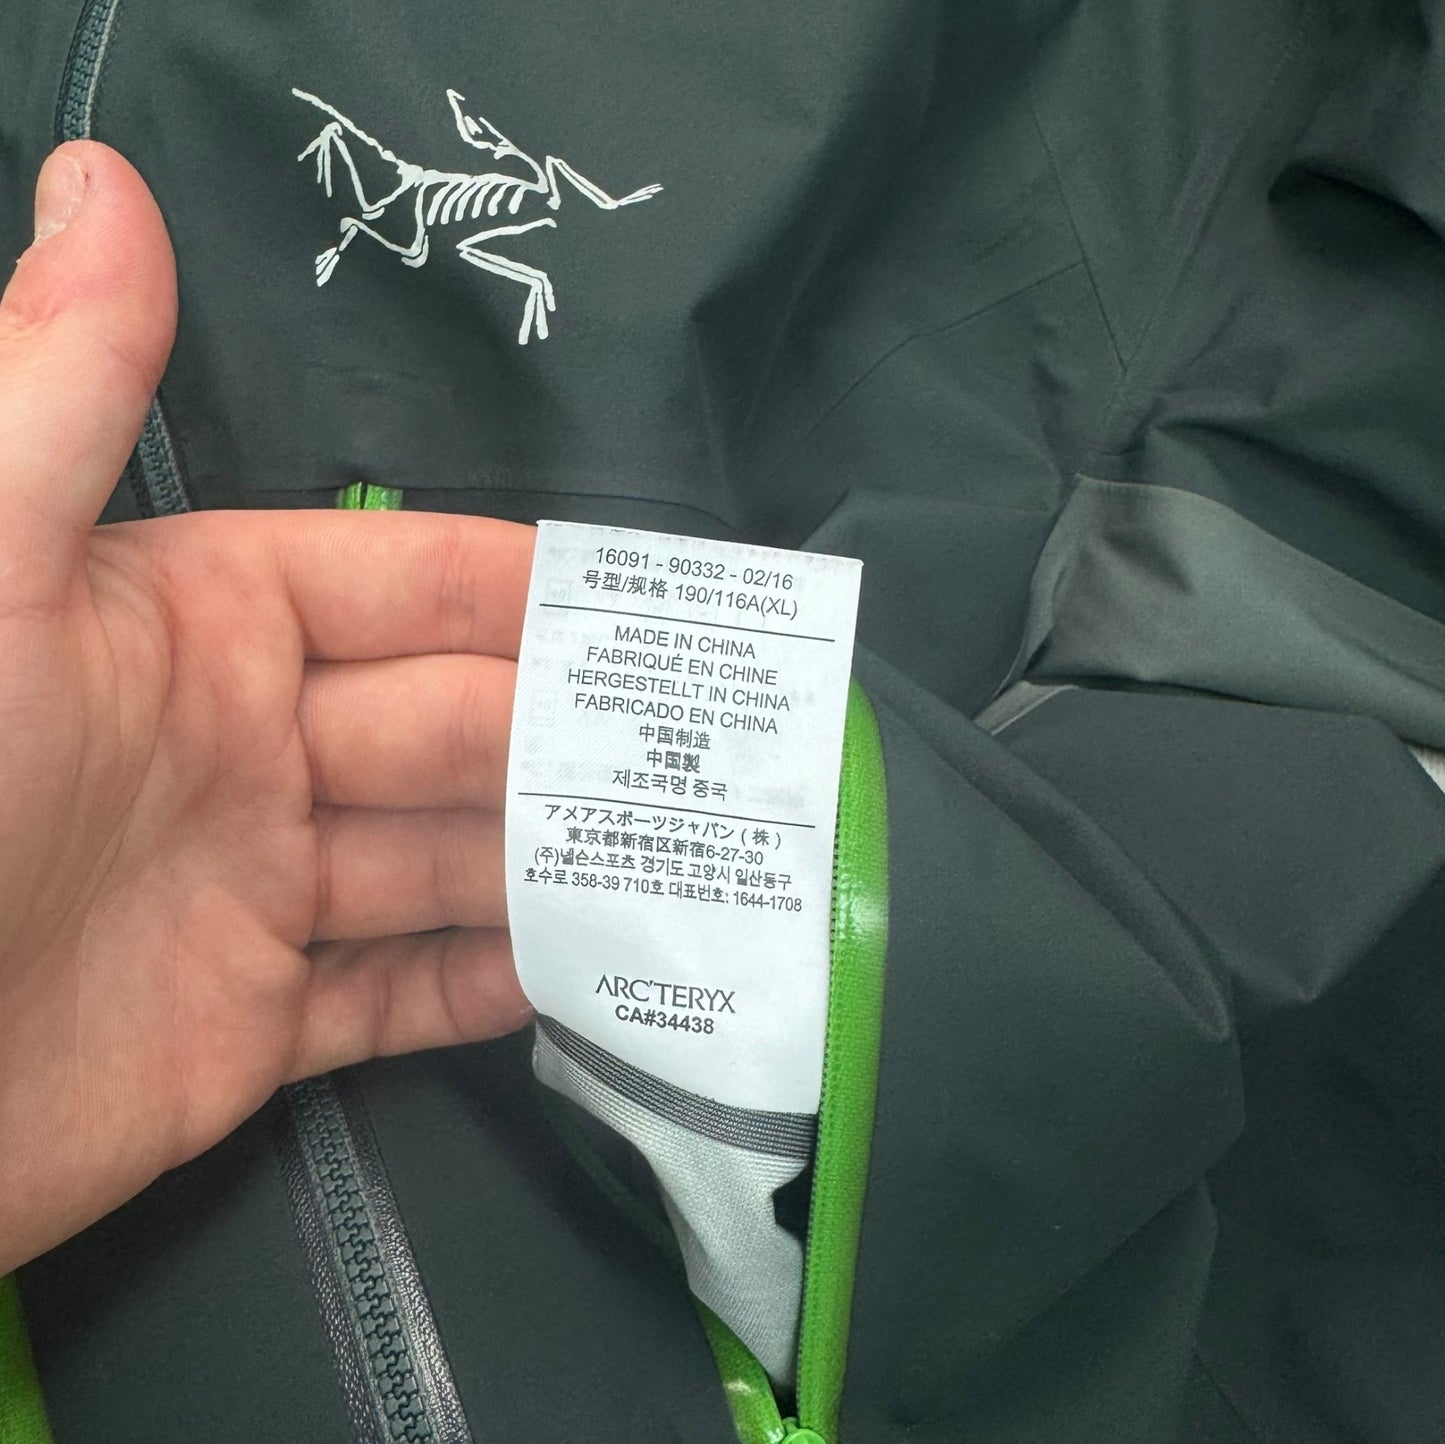 16091 - 90332 - 02/16
号型/规格 190/116A(XL)
MADE IN CHINA
FABRIQUÉ EN CHINE
HERGESTELLT IN CHINA
FABRICADO EN CHINA
中国制造
中国製
제조국명 중국
アメアスポーツジャパン ( 株 )
東京都新宿区新宿6-27-30
(주)넬슨스포츠 경기도 고양시 일산동구
호수로 358-39 710호 대표번호: 1644-1708
ARC'TERYX
CA#34438